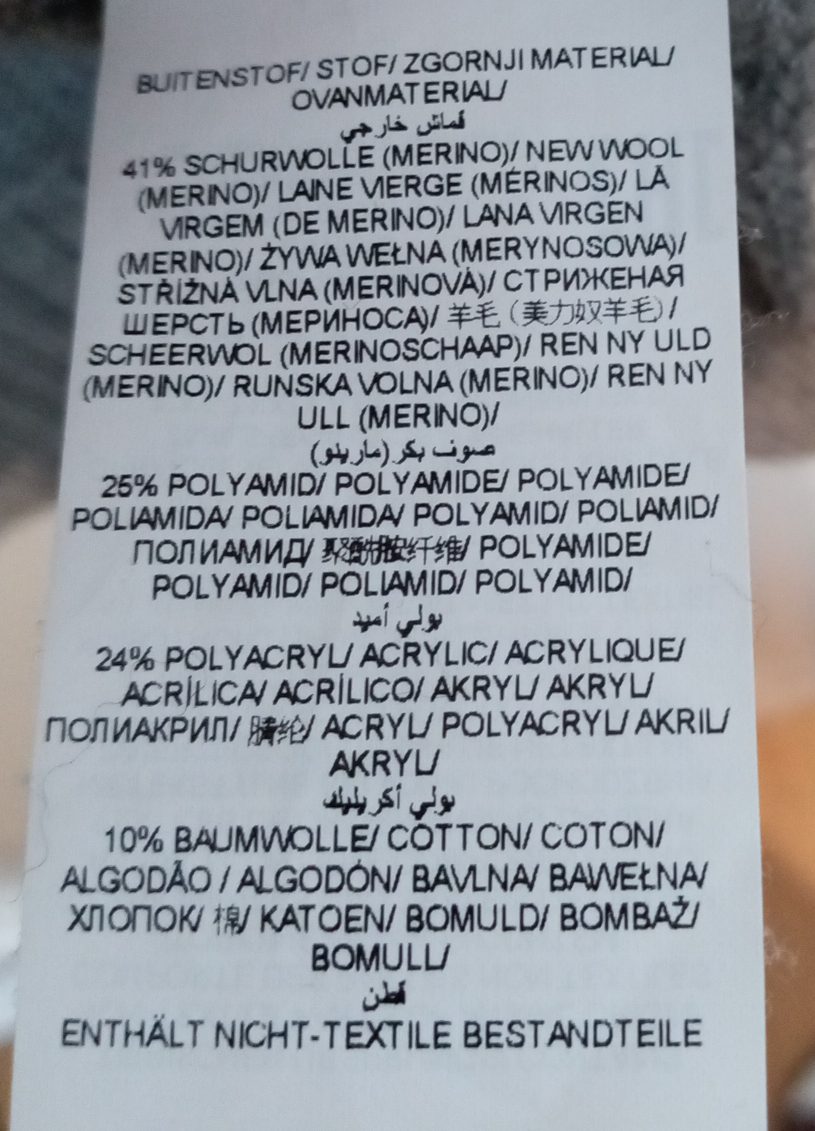 BUITENSTOF/ STOF/ ZGORNJI MATERIAL/
OVANMATERIAL/
قماش خارجي
41% SCHURWOLLE (MERINO)/ NEW WOOL
(MERINO)/ LAINE VIERGE (MÉRINOS)/ LÃ
VIRGEM (DE MERINO)/ LANA VIRGEN
(MERINO)/ ŻYWA WEŁNA (MERYNOSOWA)/
STŘIŽNÁ VLNA (MERINOVÁ)/ СТРИЖЕНАЯ
ШЕРСТЬ (МЕРИНОСА)/ 羊毛（美力奴羊毛）/
SCHEERWOL (MERINOSCHAAP)/ REN NY ULD
(MERINO)/ RUNSKA VOLNA (MERINO)/ REN NY
ULL (MERINO)/
صوف بكر (مارينو)
25% POLYAMID/ POLYAMIDE/ POLYAMIDE/
POLIAMIDA/ POLIAMIDA/ POLYAMID/ POLIAMID/
ПОЛИАМИД/ 聚酰胺纤维/ POLYAMIDE/
POLYAMID/ POLIAMID/ POLYAMID/
بولي أميد
24% POLYACRYL/ ACRYLIC/ ACRYLIQUE/
ACRÍLICA/ ACRÍLICO/ AKRYL/ AKRYL/
ПОЛИАКРИЛ/ 腈纶/ ACRYL/ POLYACRYL/ AKRIL/
AKRYL/
بولي أكريليك
10% BAUMWOLLE/ COTTON/ COTON/
ALGODÃO / ALGODÓN/ BAVLNA/ BAWEŁNA/
ХЛОПОК/ 棉/ KATOEN/ BOMULD/ BOMBAŽ/
BOMULL/
قطن
ENTHÄLT NICHT-TEXTILE BESTANDTEILE